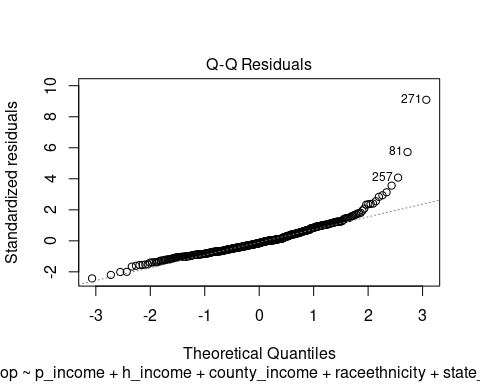 Q-Q Residuals
Standardized residuals
10
8
6
4
2
0
-2
271
81
257
-3 -2 -1 0 1 2 3
Theoretical Quantiles
op ~ p_income + h_income + county_income + raceethnicity + state_